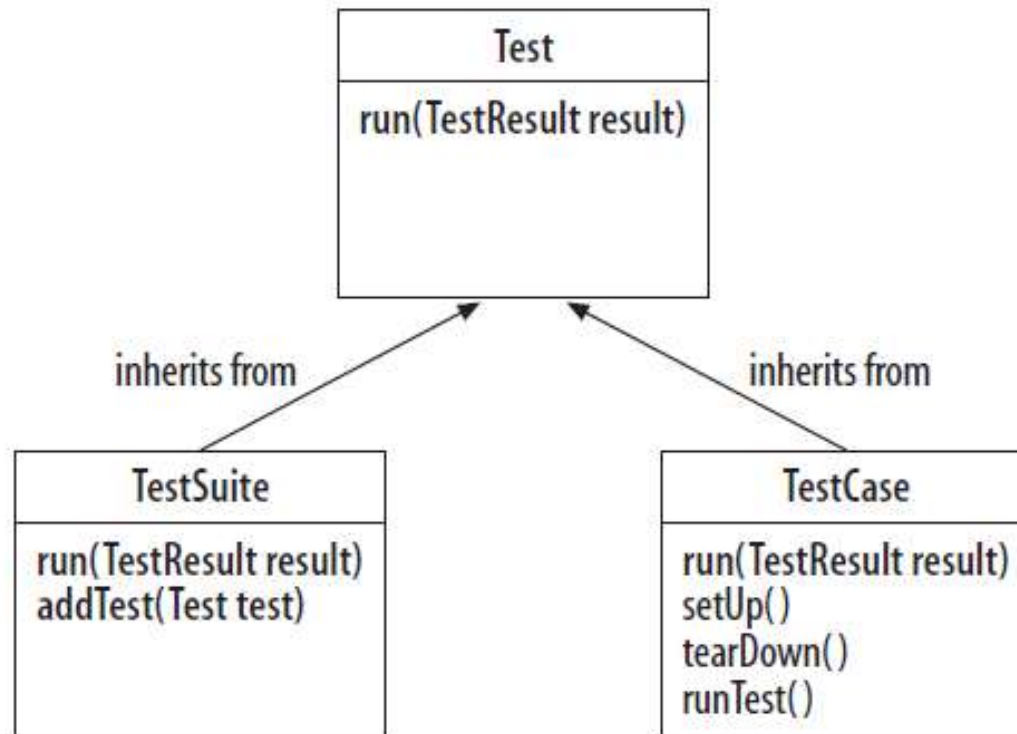 Test
run(TestResult result)
inherits from
inherits from
TestSuite
run(TestResult result)
addTest(Test test)
TestCase
run(TestResult result)
setUp( )
tearDown( )
runTest( )